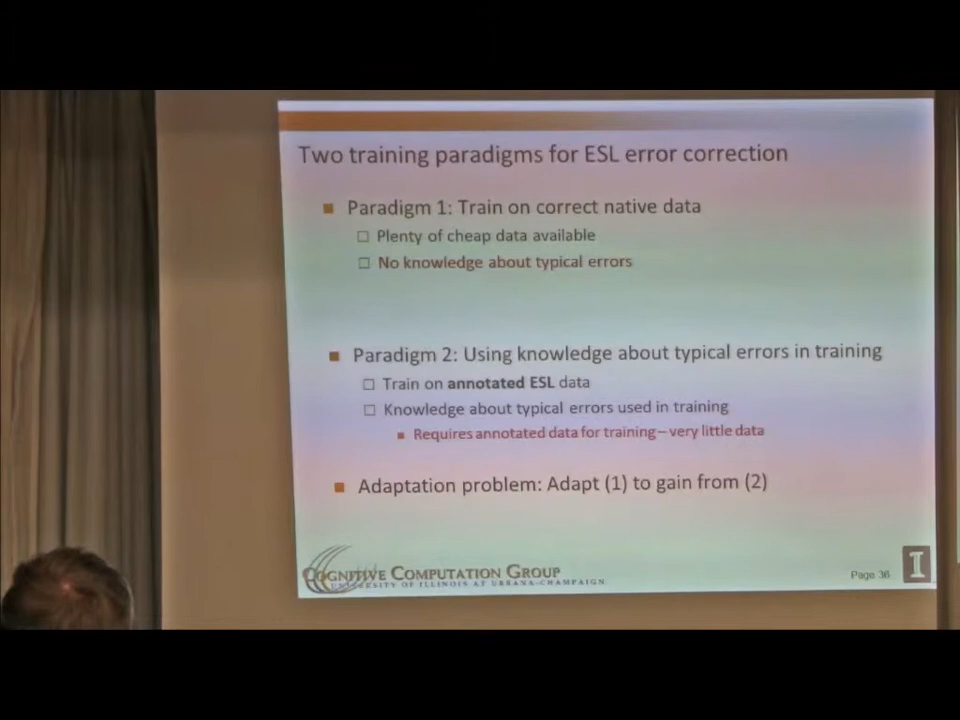 Two training paradigms for ESL error correction
Paradigm 1: Train on correct native data
Plenty of cheap data available
No knowledge about typical errors
Paradigm 2: Using knowledge about typical errors in training
Train on annotated ESL data
Knowledge about typical errors used in training
Requires annotated data for training – very little data
Adaptation problem: Adapt (1) to gain from (2)
COGNITIVE COMPUTATION GROUP
UNIVERSITY OF ILLINOIS AT URBANA-CHAMPAIGN
Page 36
I